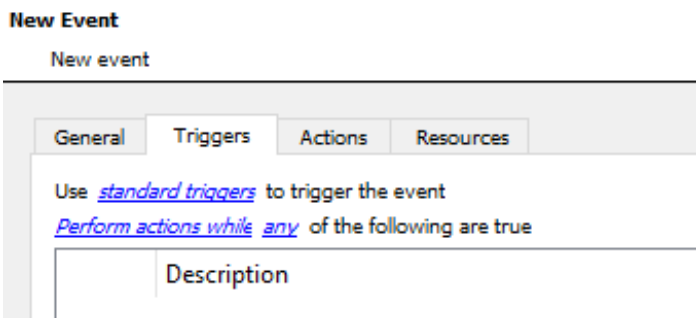 New Event
New event
General Triggers Actions Resources
Use standard triggers to trigger the event
Perform actions while any of the following are true
Description